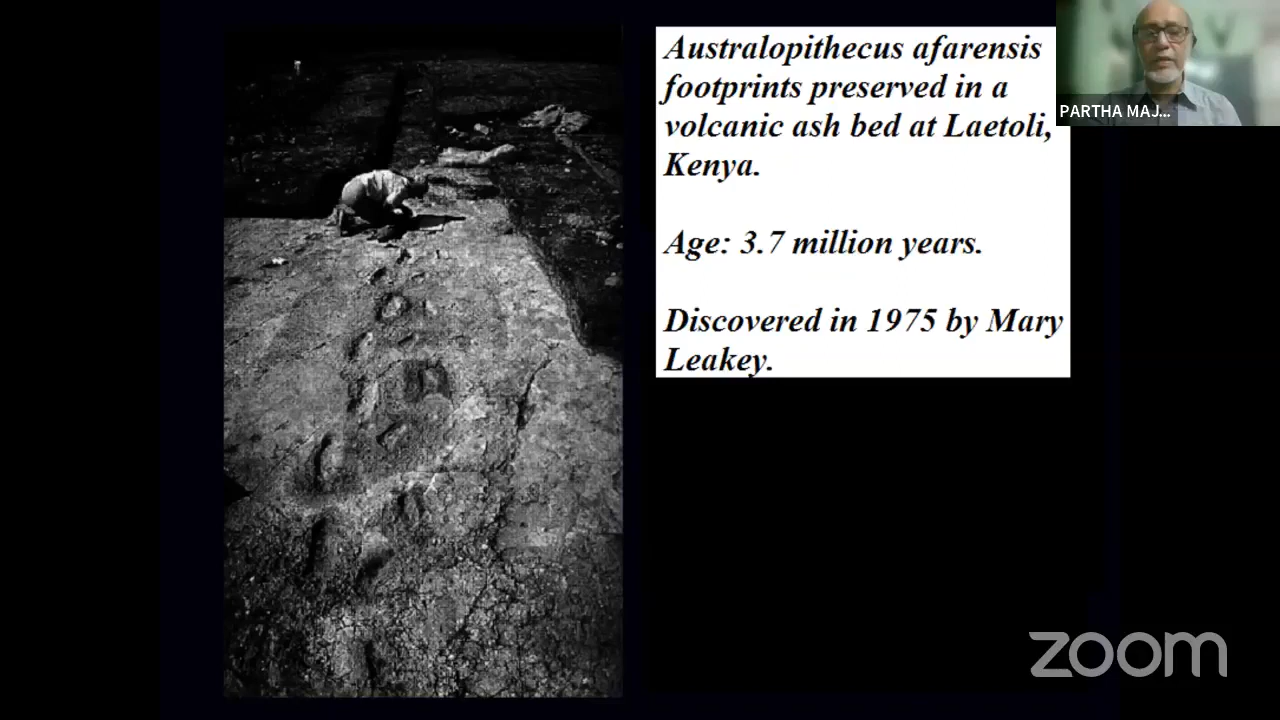 Australopithecus afarensis
footprints preserved in a
volcanic ash bed at Laetoli,
Kenya.
Age: 3.7 million years.
Discovered in 1975 by Mary
Leakey.
PARTHA MAJ...
zoom